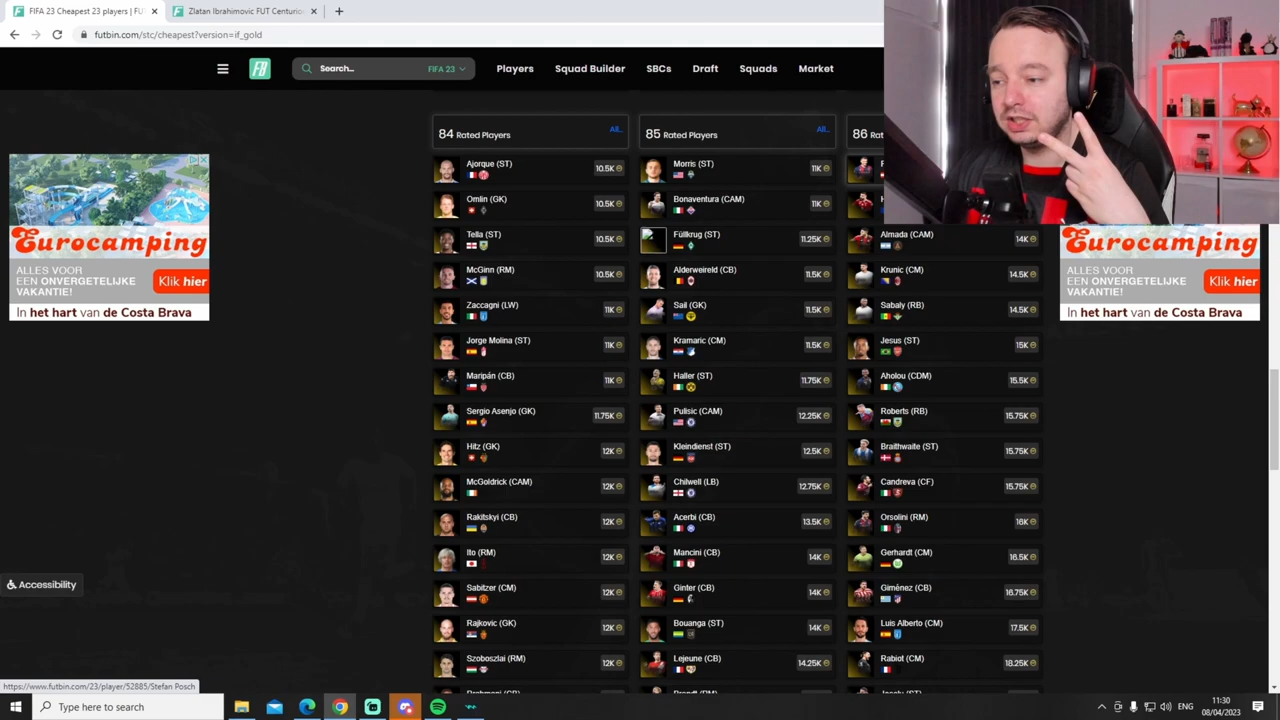 FIFA 23 Cheapest 23 players | FUT
Zlatan Ibrahimovic FUT Centurion
futbin.com/stc/cheapest?version=if_gold
Search...
FIFA 23
Players
Squad Builder
SBCs
Draft
Squads
Market
84 Rated Players
All..
Ajorque (ST)
10.5K
Omlin (GK)
10.5K
Tella (ST)
10.5K
McGinn (RM)
10.5K
Zaccagni (LW)
11K
Jorge Molina (ST)
11K
Maripán (CB)
11K
Sergio Asenjo (GK)
11.75K
Hitz (GK)
12K
McGoldrick (CAM)
12K
Rakitskyi (CB)
12K
Ito (RM)
12K
Sabitzer (CM)
12K
Rajkovic (GK)
12K
Szoboszlai (RM)
12K
85 Rated Players
All..
Morris (ST)
11K
Bonaventura (CAM)
11K
Füllkrug (ST)
11.25K
Alderweireld (CB)
11.5K
Sail (GK)
11.5K
Kramaric (CM)
11.5K
Haller (ST)
11.75K
Pulisic (CAM)
12.25K
Kleindienst (ST)
12.5K
Chilwell (LB)
12.75K
Acerbi (CB)
13.5K
Mancini (CB)
14K
Ginter (CB)
14K
Bouanga (ST)
14K
Lejeune (CB)
14.25K
86 Rat
Almada (CAM)
14K
Krunic (CM)
14.5K
Sabaly (RB)
14.5K
Jesus (ST)
15K
Aholou (CDM)
15.5K
Roberts (RB)
15.75K
Braithwaite (ST)
15.75K
Candreva (CF)
15.75K
Orsolini (RM)
16K
Gerhardt (CM)
16.5K
Giménez (CB)
16.75K
Luis Alberto (CM)
17.5K
Rabiot (CM)
18.25K
Eurocamping
ALLES VOOR
EEN ONVERGETELIJKE
VAKANTIE!
Klik hier
In het hart van de Costa Brava
Eurocamping
ALLES VOOR
EEN ONVERGETELIJKE
VAKANTIE!
Klik hier
In het hart van de Costa Brava
Accessibility
https://www.futbin.com/23/player/52885/Stefan Posch
Type here to search
ENG
11:30
08/04/2023